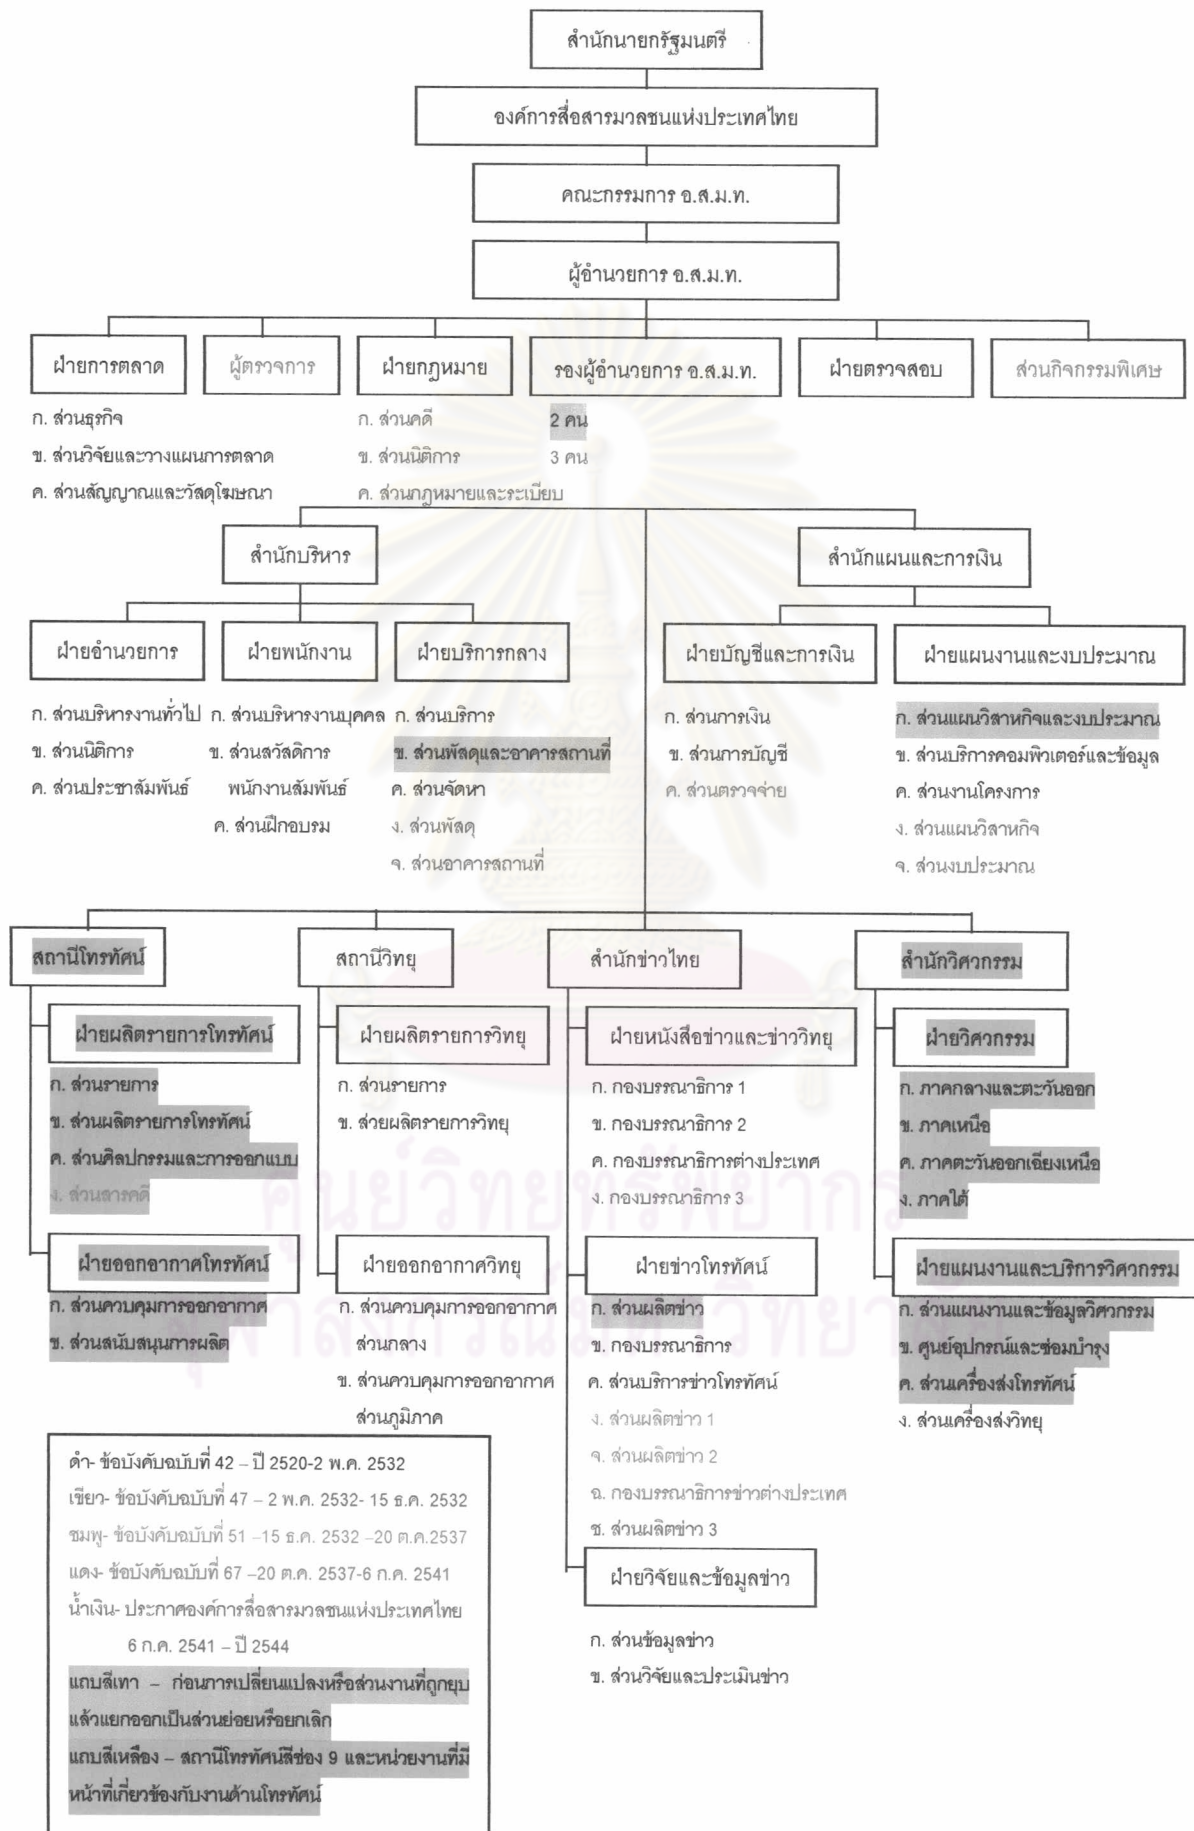 สำนักนายกรัฐมนตรี
องค์การสื่อสารมวลชนแห่งประเทศไทย
คณะกรรมการ อ.ส.ม.ท.
ผู้อำนวยการ อ.ส.ม.ท.
ฝ่ายการตลาด
ผู้ตรวจการ
ฝ่ายกฎหมาย
รองผู้อำนวยการ อ.ส.ม.ท.
ฝ่ายตรวจสอบ
ส่วนกิจกรรมพิเศษ
ก. ส่วนธุรกิจ
ข. ส่วนวิจัยและวางแผนการตลาด
ค. ส่วนสัญญาณและวัสดุโฆษณา
ก. ส่วนคดี
ข. ส่วนนิติการ
ค. ส่วนกฎหมายและระเบียบ
2 คน
3 คน
สำนักบริหาร
สำนักแผนและการเงิน
ฝ่ายอำนวยการ
ฝ่ายพนักงาน
ฝ่ายบริการกลาง
ฝ่ายบัญชีและการเงิน
ฝ่ายแผนงานและงบประมาณ
ก. ส่วนบริหารงานทั่วไป
ข. ส่วนนิติการ
ค. ส่วนประชาสัมพันธ์
ก. ส่วนบริหารงานบุคคล
ข. ส่วนสวัสดิการ
พนักงานสัมพันธ์
ค. ส่วนฝึกอบรม
ก. ส่วนบริการ
ข. ส่วนพัสดุและอาคารสถานที่
ค. ส่วนจัดหา
ง. ส่วนพัสดุ
จ. ส่วนอาคารสถานที่
ก. ส่วนการเงิน
ข. ส่วนการบัญชี
ค. ส่วนตรวจจ่าย
ก. ส่วนแผนวิสาหกิจและงบประมาณ
ข. ส่วนบริการคอมพิวเตอร์และข้อมูล
ค. ส่วนงานโครงการ
ง. ส่วนแผนวิสาหกิจ
จ. ส่วนงบประมาณ
สถานีโทรทัศน์
สถานีวิทยุ
สำนักข่าวไทย
สำนักวิศวกรรม
ฝ่ายผลิตรายการโทรทัศน์
ก. ส่วนรายการ
ข. ส่วนผลิตรายการโทรทัศน์
ค. ส่วนศิลปกรรมและการออกแบบ
ง. ส่วนสารคดี
ฝ่ายออกอากาศโทรทัศน์
ก. ส่วนควบคุมการออกอากาศ
ข. ส่วนสนับสนุนการผลิต
ฝ่ายผลิตรายการวิทยุ
ก. ส่วนรายการ
ข. ส่วยผลิตรายการวิทยุ
ฝ่ายออกอากาศวิทยุ
ก. ส่วนควบคุมการออกอากาศ
ส่วนกลาง
ข. ส่วนควบคุมการออกอากาศ
ส่วนภูมิภาค
ฝ่ายหนังสือข่าวและข่าววิทยุ
ก. กองบรรณาธิการ 1
ข. กองบรรณาธิการ 2
ค. กองบรรณาธิการต่างประเทศ
ง. กองบรรณาธิการ 3
ฝ่ายข่าวโทรทัศน์
ก. ส่วนผลิตข่าว
ข. กองบรรณาธิการ
ค. ส่วนบริการข่าวโทรทัศน์
ง. ส่วนผลิตข่าว 1
จ. ส่วนผลิตข่าว 2
ฉ. กองบรรณาธิการข่าวต่างประเทศ
ช. ส่วนผลิตข่าว 3
ฝ่ายวิจัยและข้อมูลข่าว
ก. ส่วนข้อมูลข่าว
ข. ส่วนวิจัยและประเมินข่าว
ฝ่ายวิศวกรรม
ก. ภาคกลางและตะวันออก
ข. ภาคเหนือ
ค. ภาคตะวันออกเฉียงเหนือ
ง. ภาคใต้
ฝ่ายแผนงานและบริการวิศวกรรม
ก. ส่วนแผนงานและข้อมูลวิศวกรรม
ข. ศูนย์อุปกรณ์และซ่อมบำรุง
ค. ส่วนเครื่องส่งโทรทัศน์
ง. ส่วนเครื่องส่งวิทยุ
ดำ- ข้อบังคับฉบับที่ 42 – ปี 2520-2 พ.ค. 2532
เขียว- ข้อบังคับฉบับที่ 47 – 2 พ.ค. 2532- 15 ธ.ค. 2532
ชมพู- ข้อบังคับฉบับที่ 51 –15 ธ.ค. 2532 –20 ต.ค.2537
แดง- ข้อบังคับฉบับที่ 67 –20 ต.ค. 2537-6 ก.ค. 2541
น้ำเงิน- ประกาศองค์การสื่อสารมวลชนแห่งประเทศไทย
6 ก.ค. 2541 – ปี 2544
แถบสีเทา – ก่อนการเปลี่ยนแปลงหรือส่วนงานที่ถูกยุบ
แล้วแยกออกเป็นส่วนย่อยหรือยกเลิก
แถบสีเหลือง – สถานีโทรทัศน์สีช่อง 9 และหน่วยงานที่มี
หน้าที่เกี่ยวข้องกับงานด้านโทรทัศน์
ศูนย์วิทยทรัพยากร
จุฬาลงกรณ์มหาวิทยาลัย